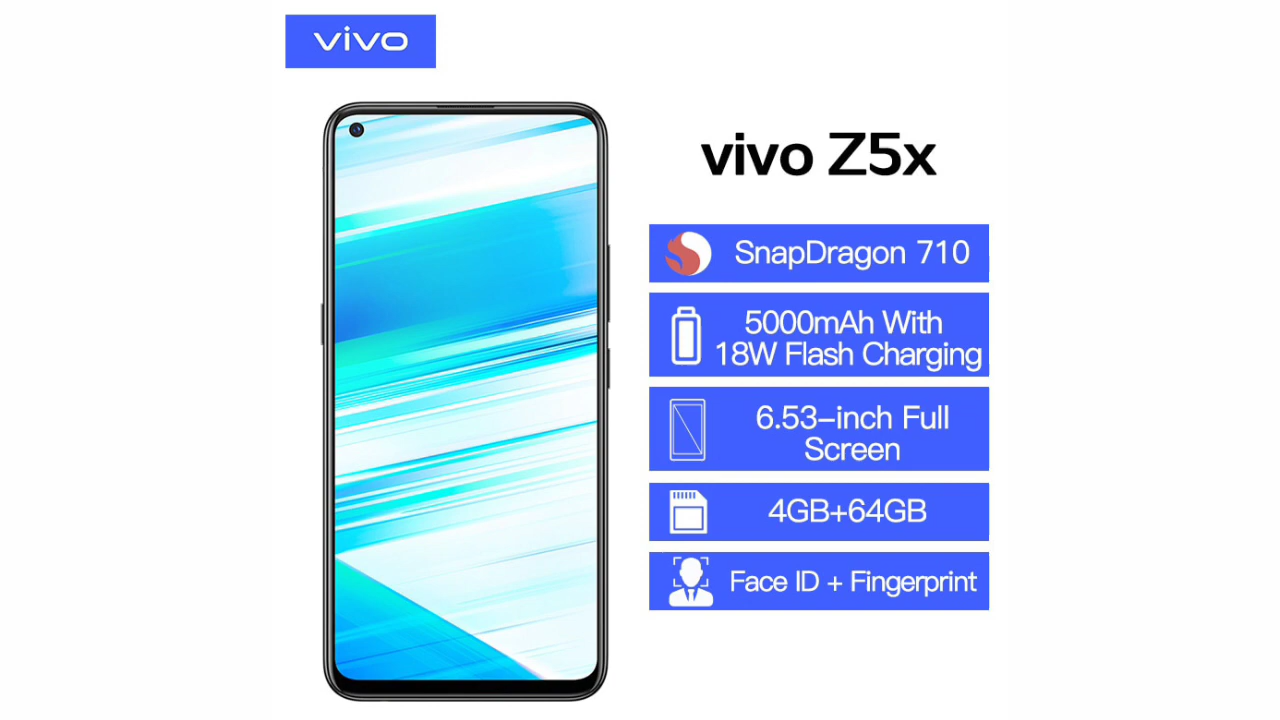 vivo
vivo Z5x
SnapDragon 710
5000mAh With
18W Flash Charging
6.53-inch Full
Screen
4GB+64GB
Face ID + Fingerprint